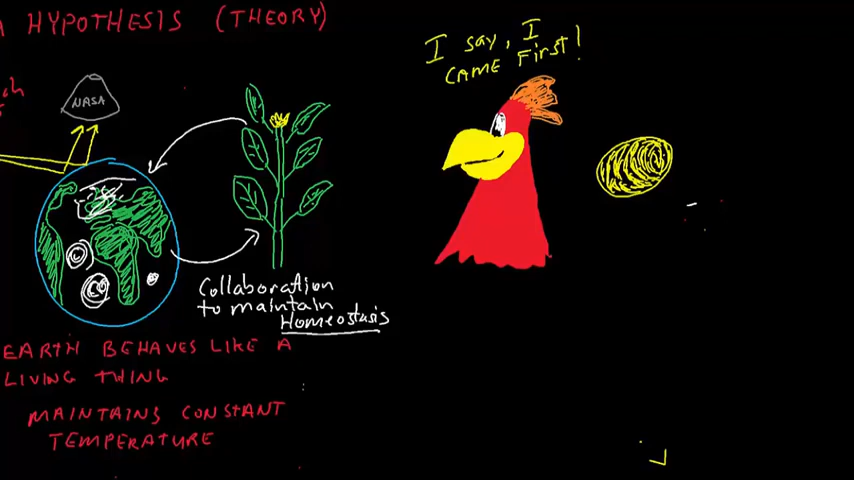 HYPOTHESIS (THEORY)
NASA
Collaboration
to maintain
Homeostasis
EARTH BEHAVES LIKE A
LIVING THING
MAINTAINS CONSTANT
TEMPERATURE
I say, I
CAME First!